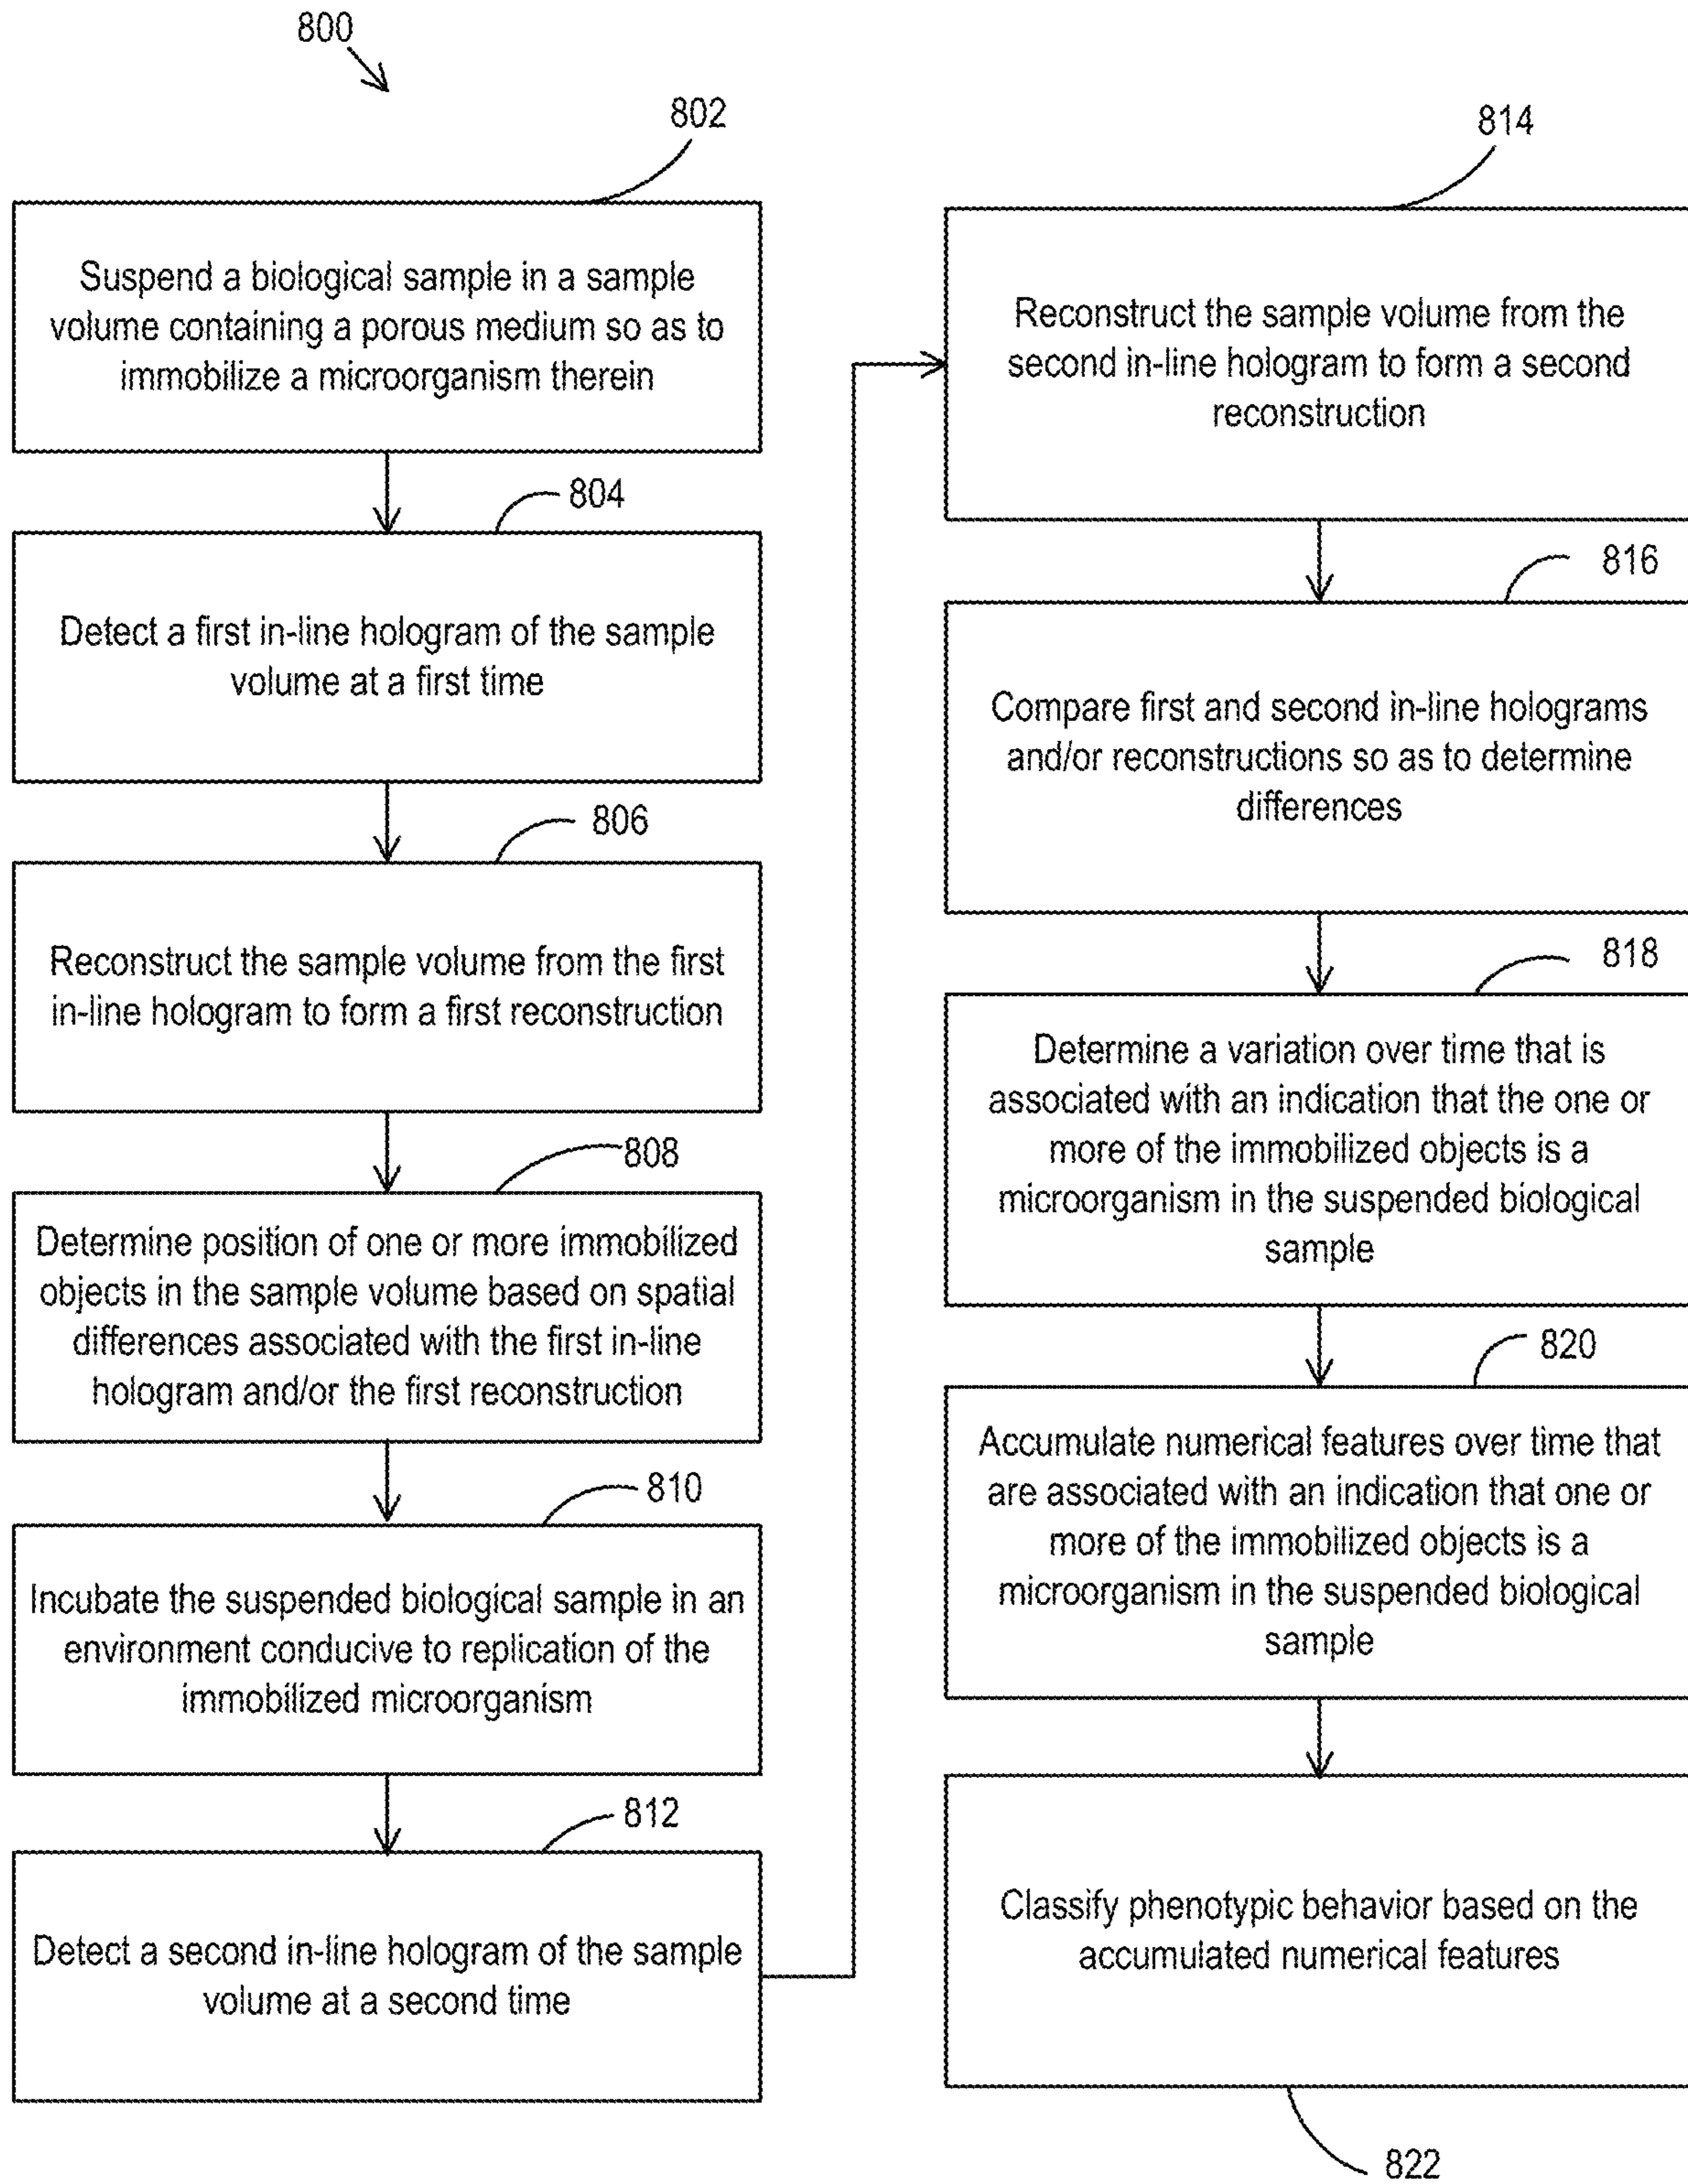 800
802
Suspend a biological sample in a sample
volume containing a porous medium so as to
immobilize a microorganism therein
804
Detect a first in-line hologram of the sample
volume at a first time
806
Reconstruct the sample volume from the first
in-line hologram to form a first reconstruction
808
Determine position of one or more immobilized
objects in the sample volume based on spatial
differences associated with the first in-line
hologram and/or the first reconstruction
810
Incubate the suspended biological sample in an
environment conducive to replication of the
immobilized microorganism
812
Detect a second in-line hologram of the sample
volume at a second time
814
Reconstruct the sample volume from the
second in-line hologram to form a second
reconstruction
816
Compare first and second in-line holograms
and/or reconstructions so as to determine
differences
818
Determine a variation over time that is
associated with an indication that the one or
more of the immobilized objects is a
microorganism in the suspended biological
sample
820
Accumulate numerical features over time that
are associated with an indication that one or
more of the immobilized objects is a
microorganism in the suspended biological
sample
Classify phenotypic behavior based on the
accumulated numerical features
822